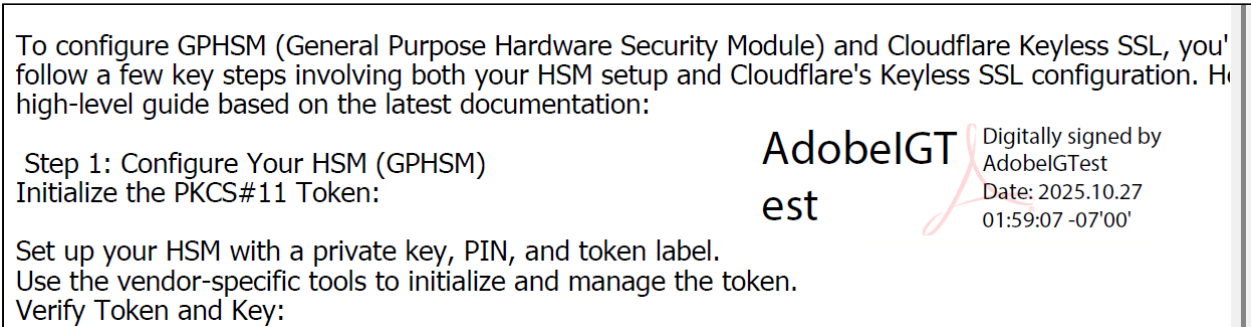 To configure GPHSM (General Purpose Hardware Security Module) and Cloudflare Keyless SSL, you'
follow a few key steps involving both your HSM setup and Cloudflare's Keyless SSL configuration.
high-level guide based on the latest documentation:
Step 1: Configure Your HSM (GPHSM)
Initialize the PKCS#11 Token:
AdobeIGT
est
Digitally signed by
AdobeIGTest
Date: 2025.10.27
01:59:07 -07'00'
Set up your HSM with a private key, PIN, and token label.
Use the vendor-specific tools to initialize and manage the token.
Verify Token and Key: